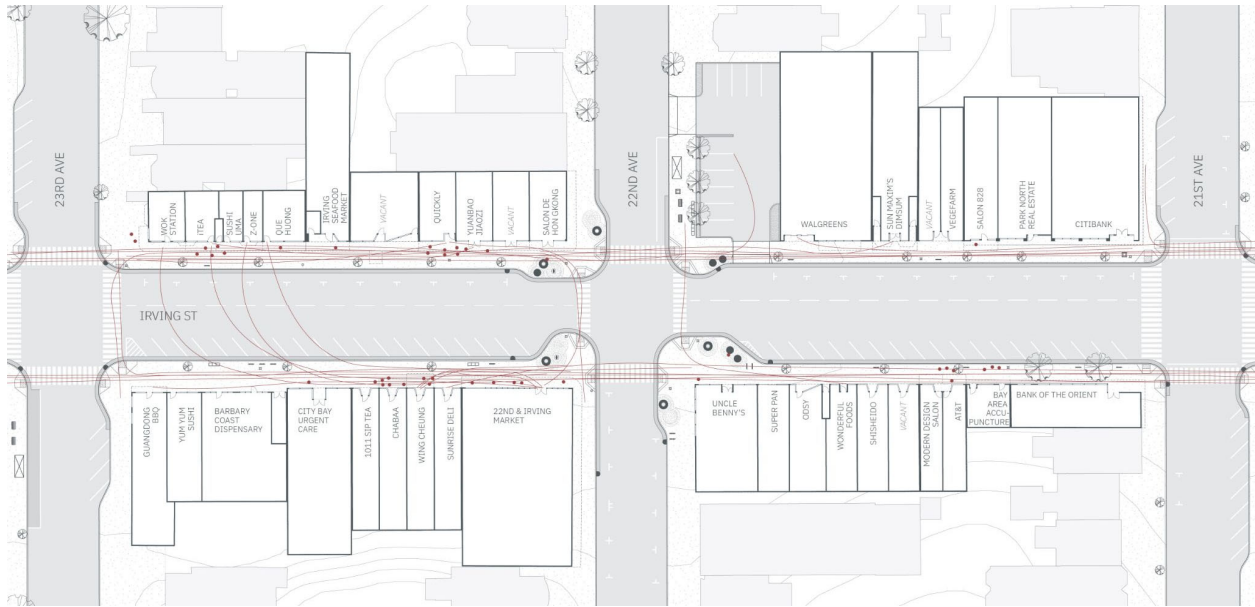 23RD AVE
22ND AVE
21ST AVE
IRVING ST
WOK
STATION
iTEA
SUSHI
UMA
Z-ONE
QUE
HUONG
IRVING
SEAFOOD
MARKET
VACANT
QUICKLY
YUANBAO
JIAOZI
VACANT
SALON DE
HON GKONG
WALGREENS
SUN MAXIM'S
DIMSUM
VACANT
VEGEFARM
SALON 828
PARK NORTH
REAL ESTATE
CITIBANK
GUANGDONG
BBQ
YUM YUM
SUSHI
BARBARY
COAST
DISPENSARY
CITY BAY
URGENT
CARE
1011 SIP TEA
CHABAA
WING CHEUNG
SUNRISE DELI
22ND & IRVING
MARKET
UNCLE
BENNY'S
SUPER PAN
ODSY
WONDERFUL
FOODS
SHISHEIDO
VACANT
MODERN DESIGN
SALON
AT&T
BAY
AREA
ACCU-
PUNCTURE
BANK OF THE ORIENT